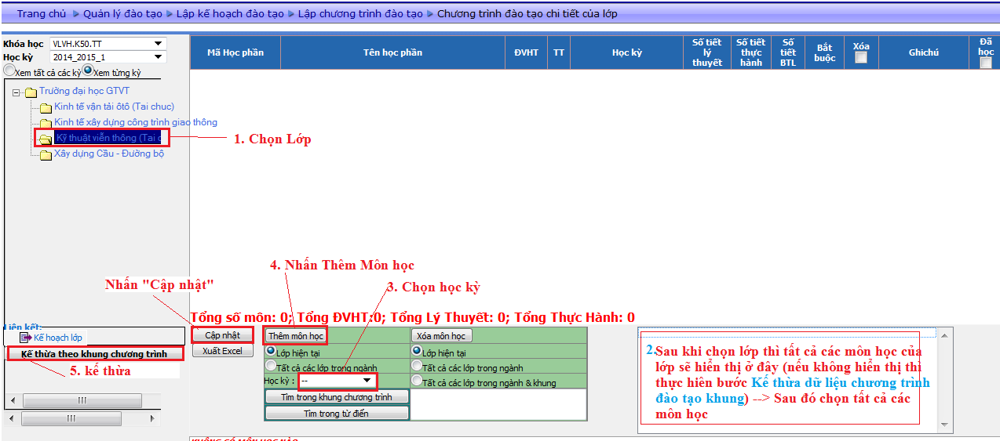 Trang chủ ▶ Quản lý đào tạo ▶ Lập kế hoạch đào tạo ▶ Lập chương trình đào tạo ▶ Chương trình đào tạo chi tiết của lớp
Khóa học VLVH.K50.TT
Học kỳ 2014_2015_1
Xem tất cả các kỳ Xem từng kỳ
Mã Học phần
Tên học phần
ĐVHT
TT
Học kỳ
Số tiết
lý
thuyết
Số tiết
thực
hành
Số
tiết
BTL
Bắt
buộc
Xóa
Ghichú
Đã
học
Trường đại học GTVT
Kinh tế vận tải ôtô (Tai chuc)
Kinh tế xây dựng công trình giao thông
Kỹ thuật viễn thông (Tai c
Xây dựng Cầu - Đường bộ
1. Chọn Lớp
4. Nhấn Thêm Môn học
Nhấn "Cập nhật"
3. Chọn học kỳ
Tổng số môn: 0; Tổng ĐVHT:0; Tổng Lý Thuyết: 0; Tổng Thực Hành: 0
Liên kết:
Kế hoạch lớp
Kế thừa theo khung chương trình
5. kế thừa
Cập nhật
Xuất Excel
Thêm môn học
Lớp hiện tại
Tất cả các lớp trong ngành
Học kỳ : --
Tìm trong khung chương trình
Tìm trong từ điển
Xóa môn học
Lớp hiện tại
Tất cả các lớp trong ngành
Tất cả các lớp trong ngành & khung
2.Sau khi chọn lớp thì tất cả các môn học của
lớp sẽ hiển thị ở đây (nếu không hiển thị thì
thực hiên bước Kế thừa dữ liệu chương trình
đào tạo khung) --> Sau đó chọn tất cả các
môn học
KHÔNG CÓ MÔN HỌC NÀO